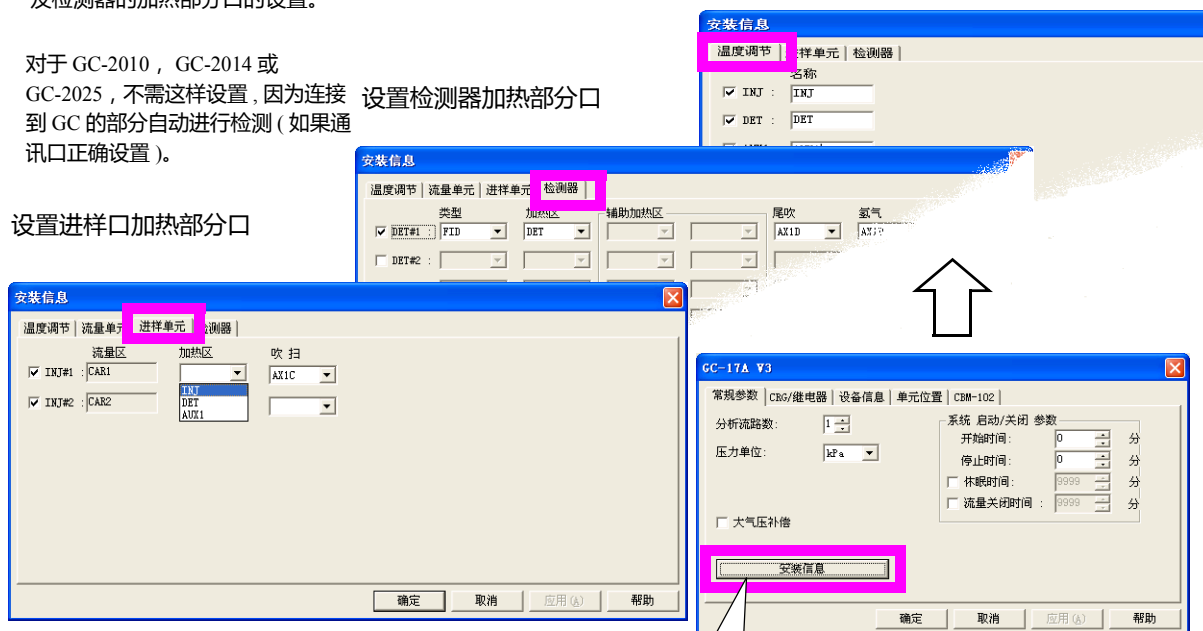 及检测器的加热部分口的设置。
对于 GC-2010 ， GC-2014 或
GC-2025，不需这样设置 , 因为连接
到 GC 的部分自动进行检测 ( 如果通
讯口正确设置 )。
设置检测器加热部分口
设置进样口加热部分口
安装信息
温度调节 样单元 检测器
名称
INJ : INJ
DET : DET
安装信息
温度调节 流量单元 进样单元 检测器
类型 加热区 辅助加热区 尾吹 氢气
DET#1 : FID DET AX1D
DET#2 :
安装信息
温度调节 流量单元 进样单元 检测器
流量区 加热区 吹 扫
INJ#1 : CAR1 AX1C
INJ
INJ#2 : CAR2 DET
AUX1
确定 取消 应用(A) 帮助
GC-17A V3
常规参数 CRG/继电器 设备信息 单元位置 CBM-102
分析流路数: 1
压力单位: kPa
大气压补偿
系统 启动/关闭 参数
开始时间: 0 分
停止时间: 0 分
休眠时间: 9999 分
流量关闭时间 : 9999 分
安装信息
确定 取消 应用(A) 帮助